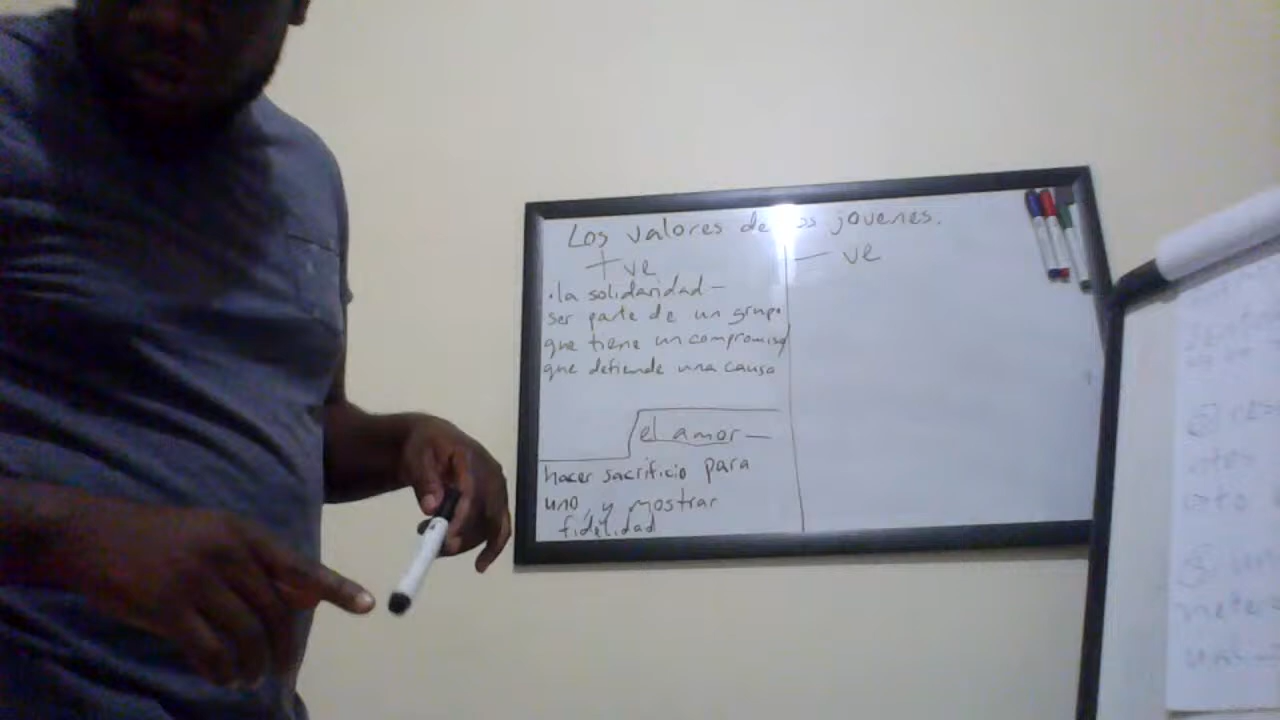 Los valores de los jovenes.
+ ve
— ve
• la solidaridad —
ser parte de un grupo
que tiene un compromiso
que defiende una causa
el amor —
hacer sacrificio para
uno, y mostrar
fidelidad